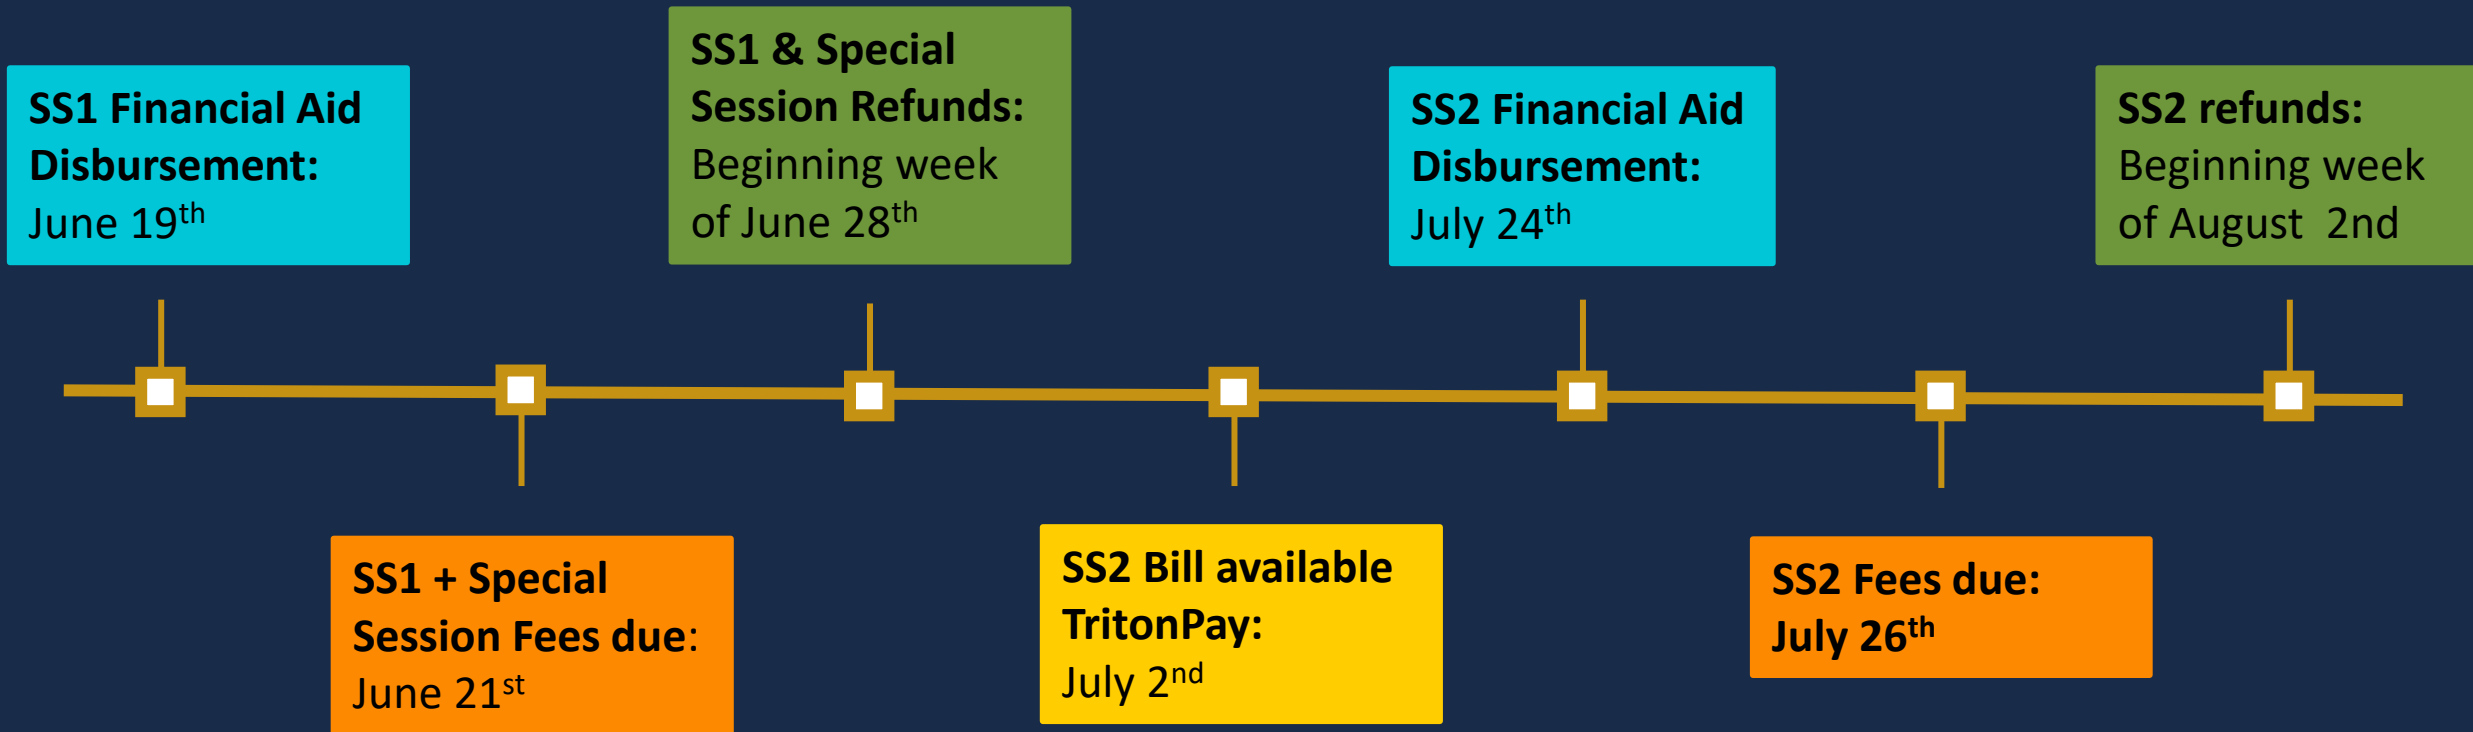 SS1 Financial Aid
Disbursement:
June 19th
SS1 + Special
Session Fees due:
June 21st
SS1 & Special
Session Refunds:
Beginning week
of June 28th
SS2 Bill available
TritonPay:
July 2nd
SS2 Financial Aid
Disbursement:
July 24th
SS2 Fees due:
July 26th
SS2 refunds:
Beginning week
of August  2nd